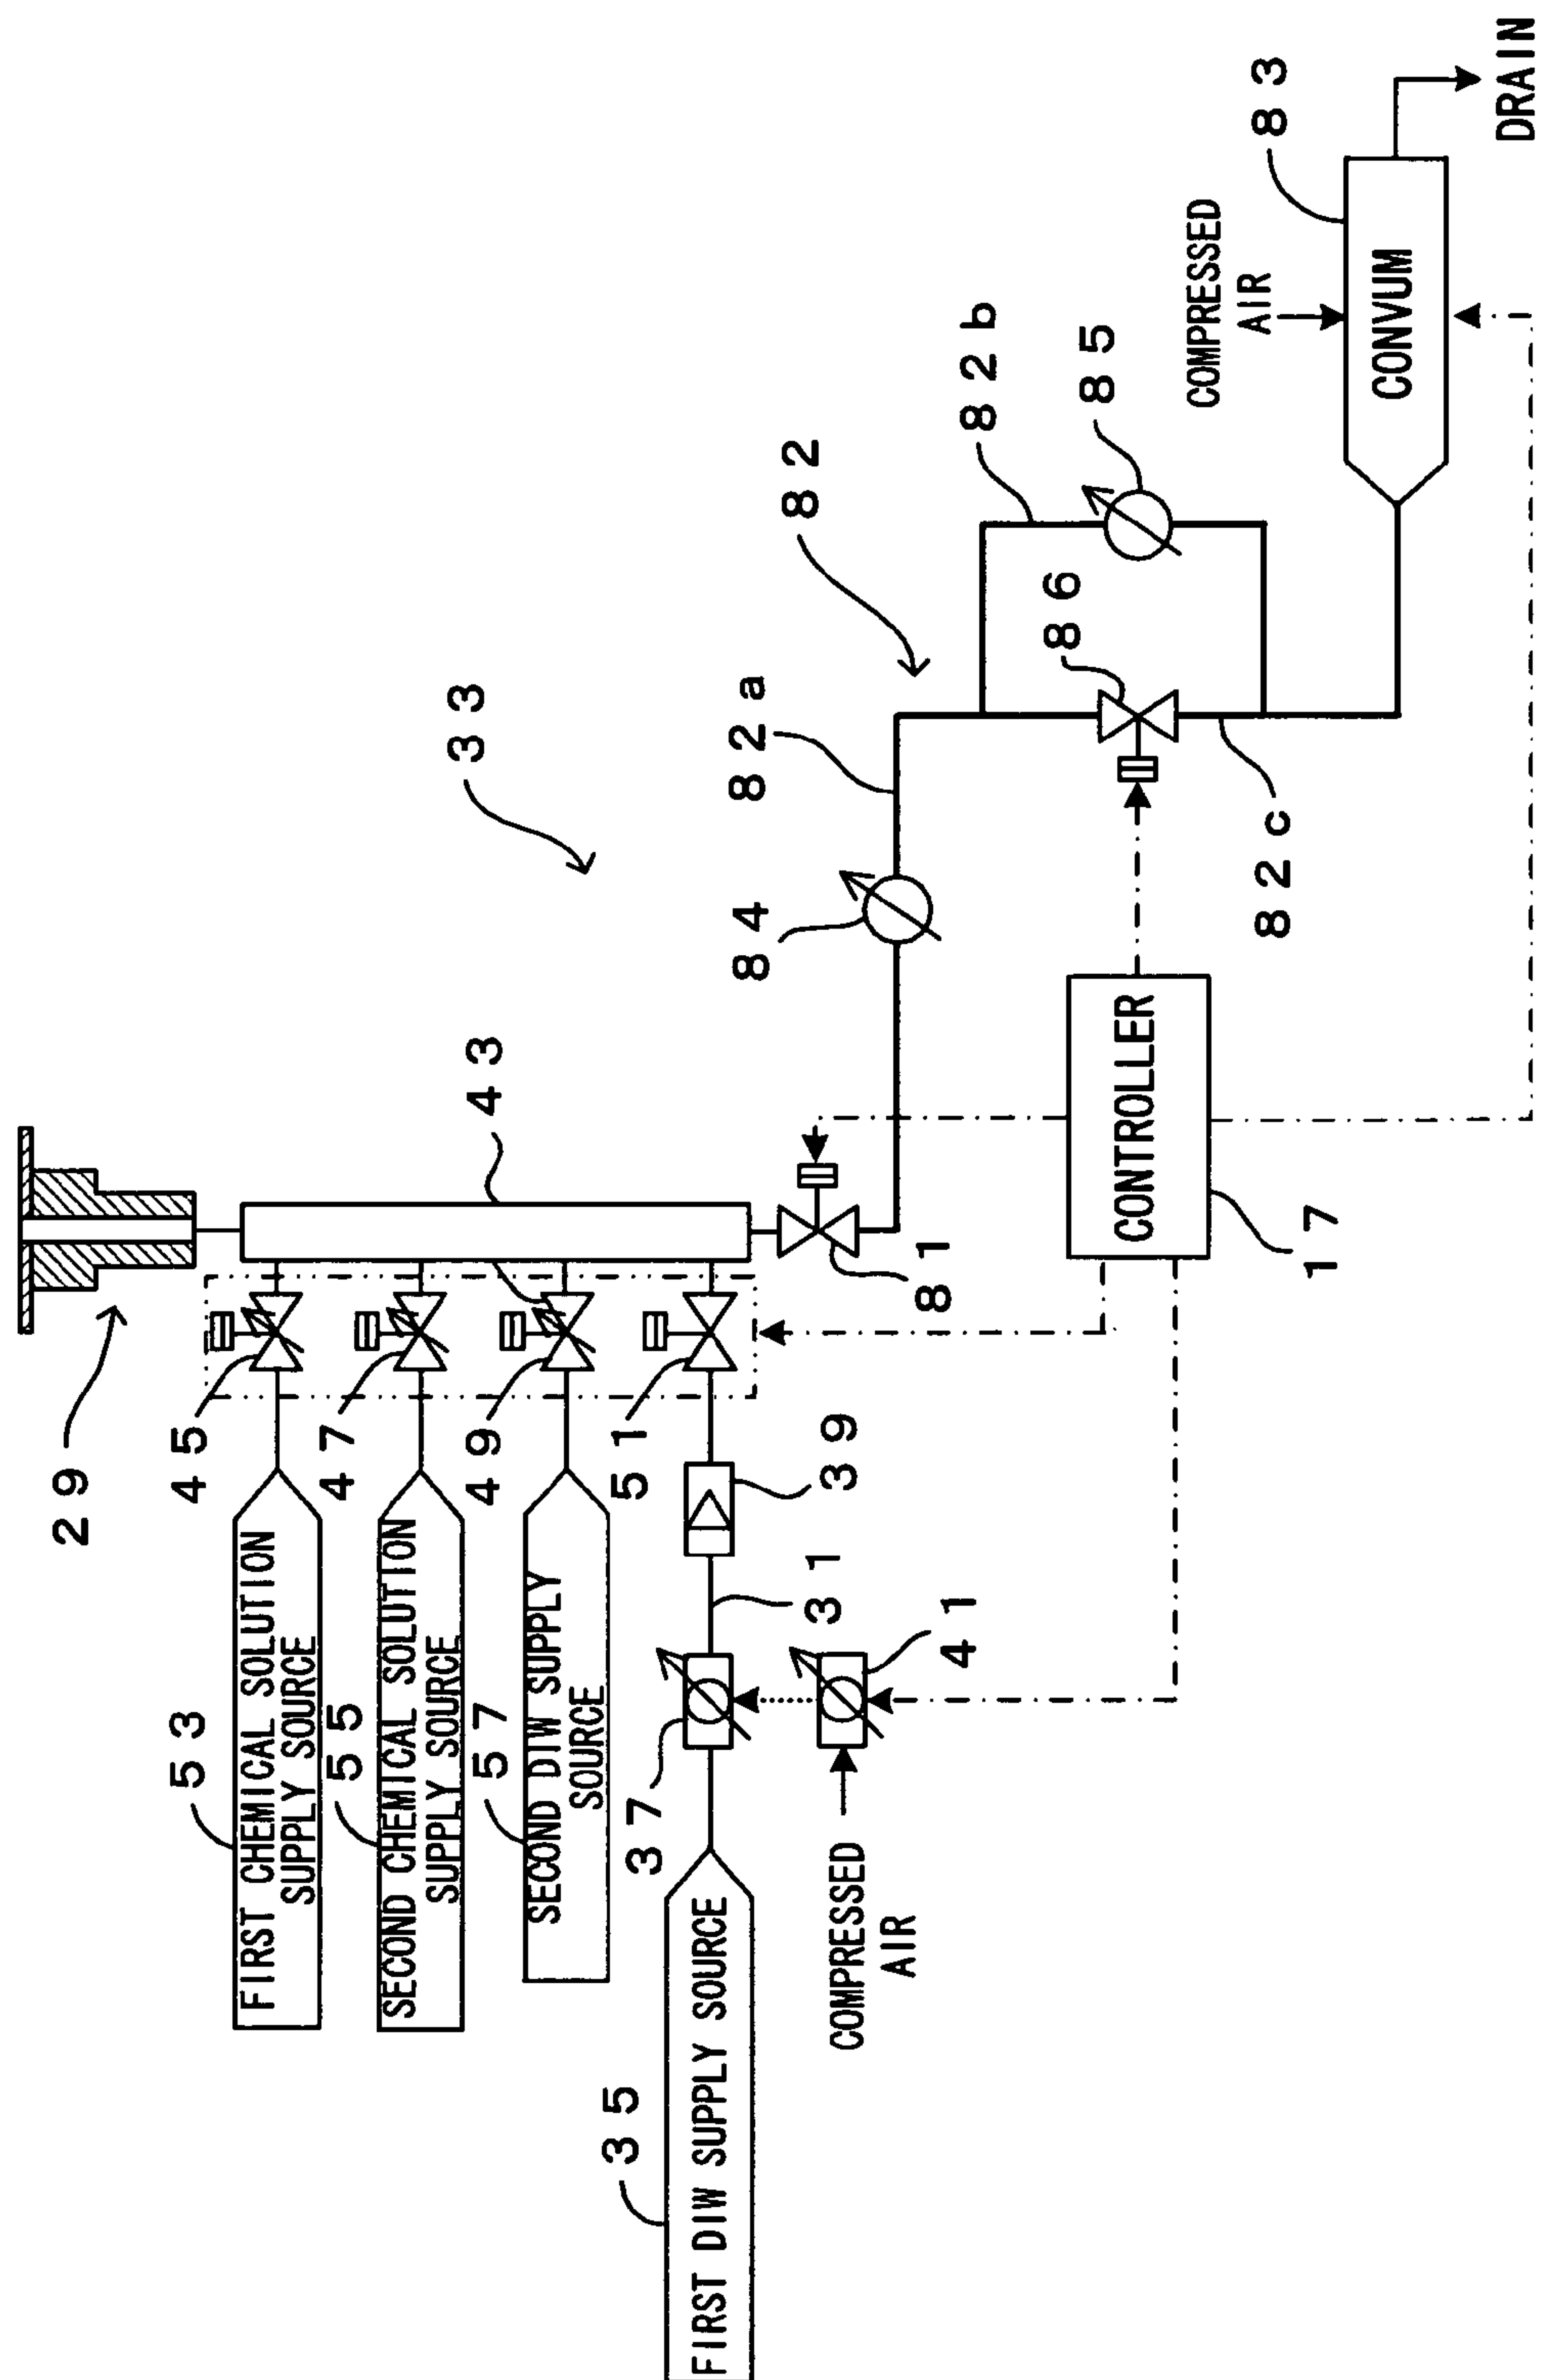 29
45
47
49
51
53
FIRST CHEMICAL SOLUTION
SUPPLY SOURCE
55
SECOND CHEMICAL SOLUTION
SUPPLY SOURCE
57
SECOND DIW SUPPLY
SOURCE
35
FIRST DIW SUPPLY SOURCE
37
31
39
41
COMPRESSED
AIR
43
33
81
84
82a
82
82b
85
86
82c
CONTROLLER
17
COMPRESSED
AIR
83
CONVUM
DRAIN